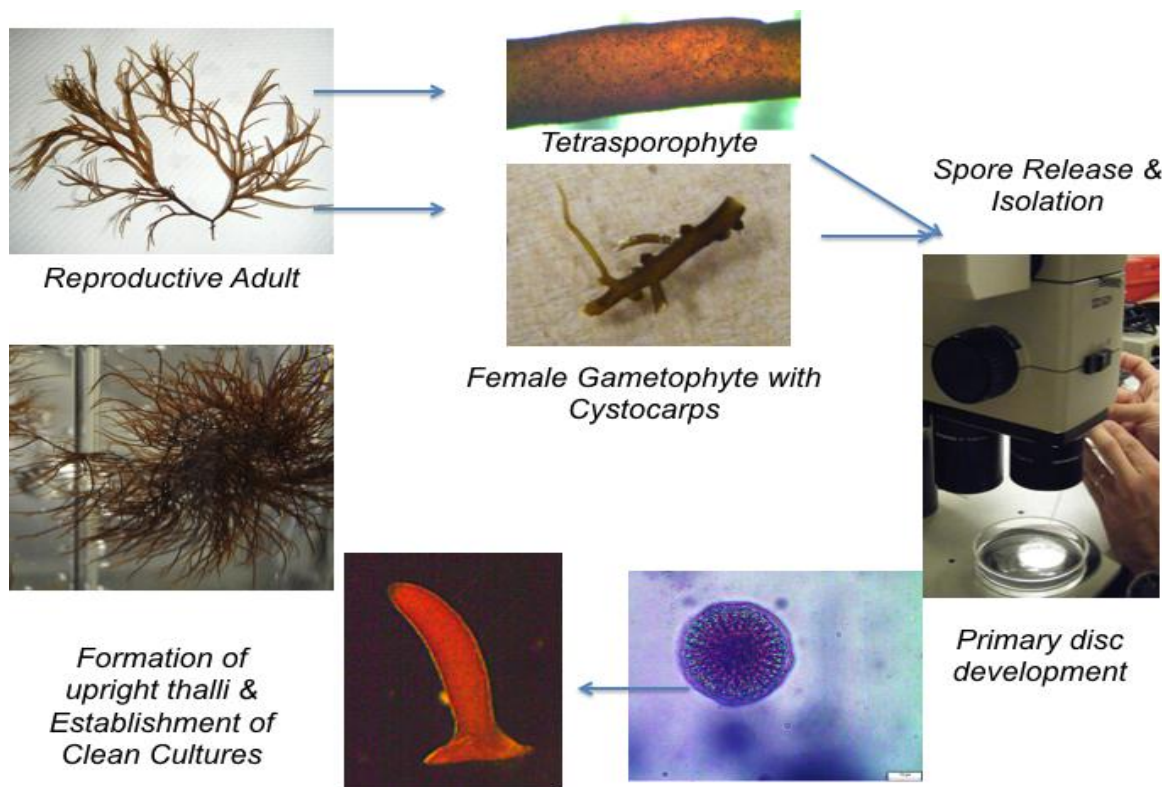 Reproductive Adult
Tetrasporophyte
Female Gametophyte with
Cystocarps
Spore Release &
Isolation
Primary disc
development
Formation of
upright thalli &
Establishment of
Clean Cultures